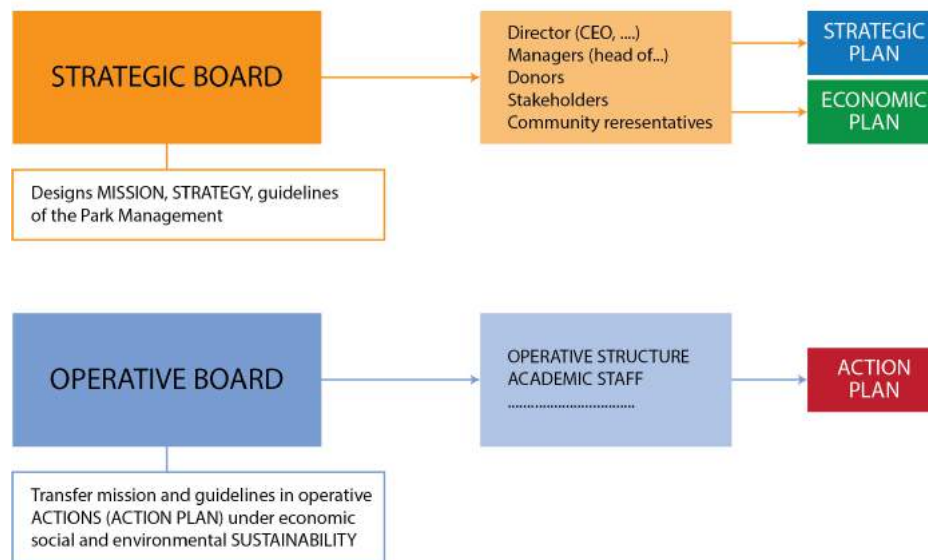 STRATEGIC BOARD
Designs MISSION, STRATEGY, guidelines
of the Park Management
Director (CEO, ....)
Managers (head of...)
Donors
Stakeholders
Community reresentatives
STRATEGIC
PLAN
ECONOMIC
PLAN
OPERATIVE BOARD
Transfer mission and guidelines in operative
ACTIONS (ACTION PLAN) under economic
social and environmental SUSTAINABILITY
OPERATIVE STRUCTURE
ACADEMIC STAFF
.................................
ACTION
PLAN